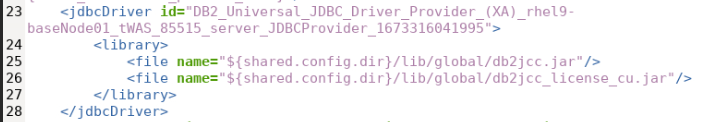 23    <jdbcDriver id="DB2_Universal_JDBC_Driver_Provider_(XA)_rhel9-
baseNode01_tWAS_85515_server_JDBCProvider_1673316041995">
24        <library>
25            <file name="${shared.config.dir}/lib/global/db2jcc.jar"/>
26            <file name="${shared.config.dir}/lib/global/db2jcc_license_cu.jar"/>
27        </library>
28    </jdbcDriver>